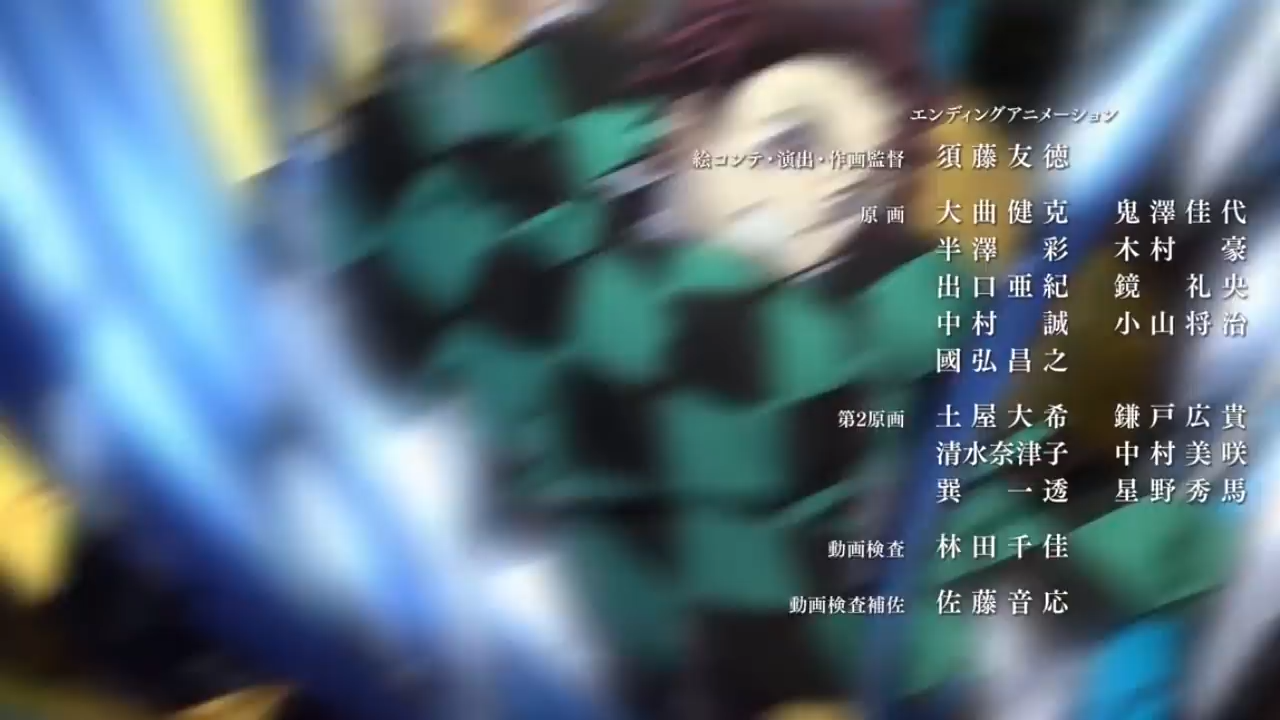 エンディングアニメーション
絵コンテ・演出・作画監督 須藤友徳
原画 大曲健克 鬼澤佳代
半澤 彩 木村 豪
出口亜紀 鏡 礼央
中村 誠 小山将治
國弘昌之
第2原画 土屋大希 鎌戸広貴
清水奈津子 中村美咲
巽 一透 星野秀馬
動画検査 林田千佳
動画検査補佐 佐藤音応